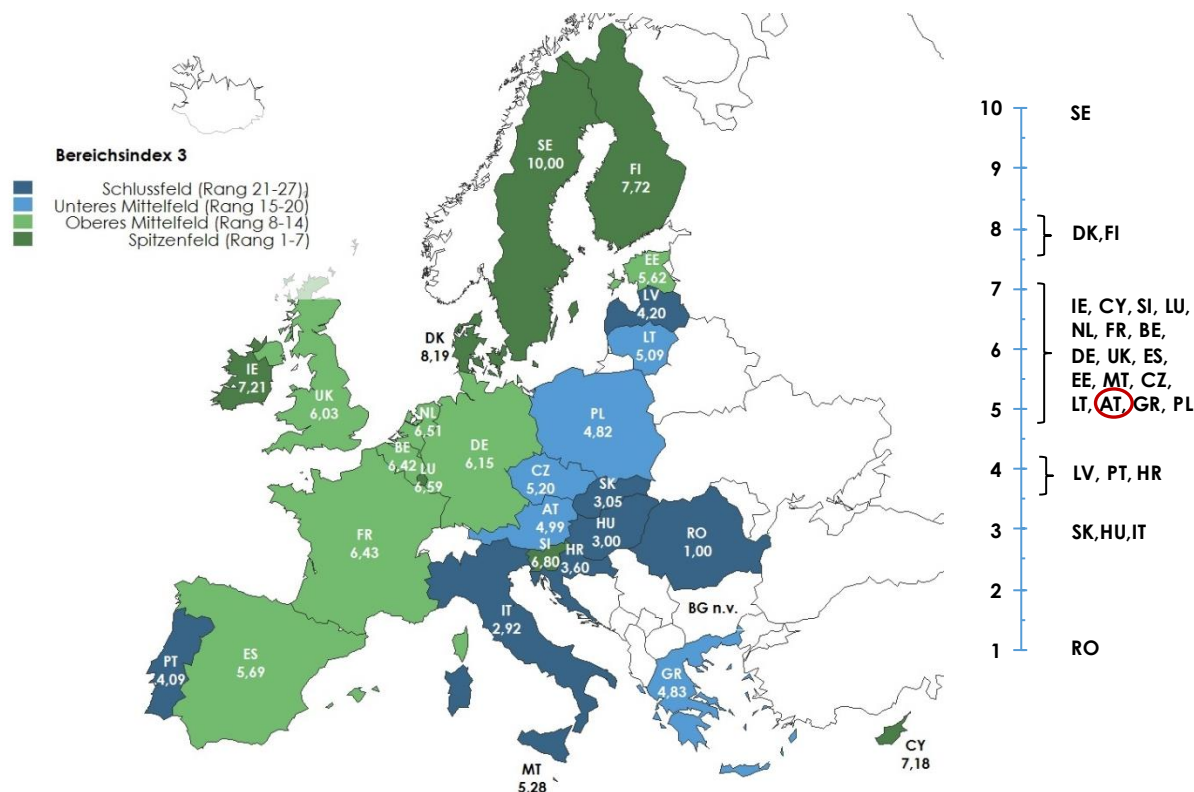 Bereichsindex 3
Schlussfeld (Rang 21-27))
Unteres Mittelfeld (Rang 15-20)
Oberes Mittelfeld (Rang 8-14)
Spitzenfeld (Rang 1-7)
SE
10,00
FI
7,72
EE
5,62
LV
4,20
LT
5,09
DK
8,19
IE
7,21
UK
6,03
NL
6,51
BE
6,42
LU
6,59
DE
6,15
PL
4,82
CZ
5,20
SK
3,05
AT
4,99
HU
3,00
SI
6,80
HR
3,60
RO
1,00
FR
6,43
IT
2,92
BG n.v.
PT
4,09
ES
5,69
GR
4,83
MT
5,28
CY
7,18
10
9
8
7
6
5
4
3
2
1
SE
DK,FI
IE, CY, SI, LU,
NL, FR, BE,
DE, UK, ES,
EE, MT, CZ,
LT, AT, GR, PL
LV, PT, HR
SK,HU,IT
RO